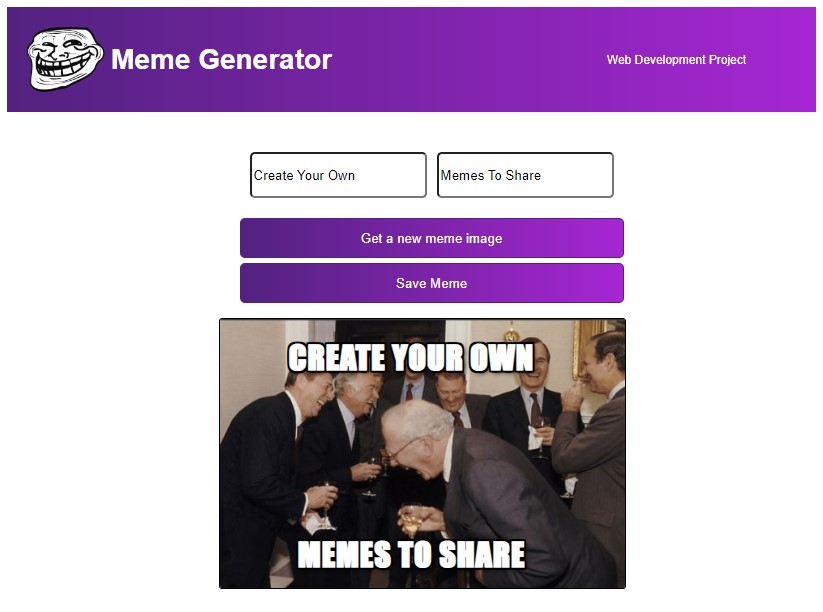 Meme Generator
Web Development Project
Create Your Own
Memes To Share
Get a new meme image
Save Meme
CREATE YOUR OWN
MEMES TO SHARE